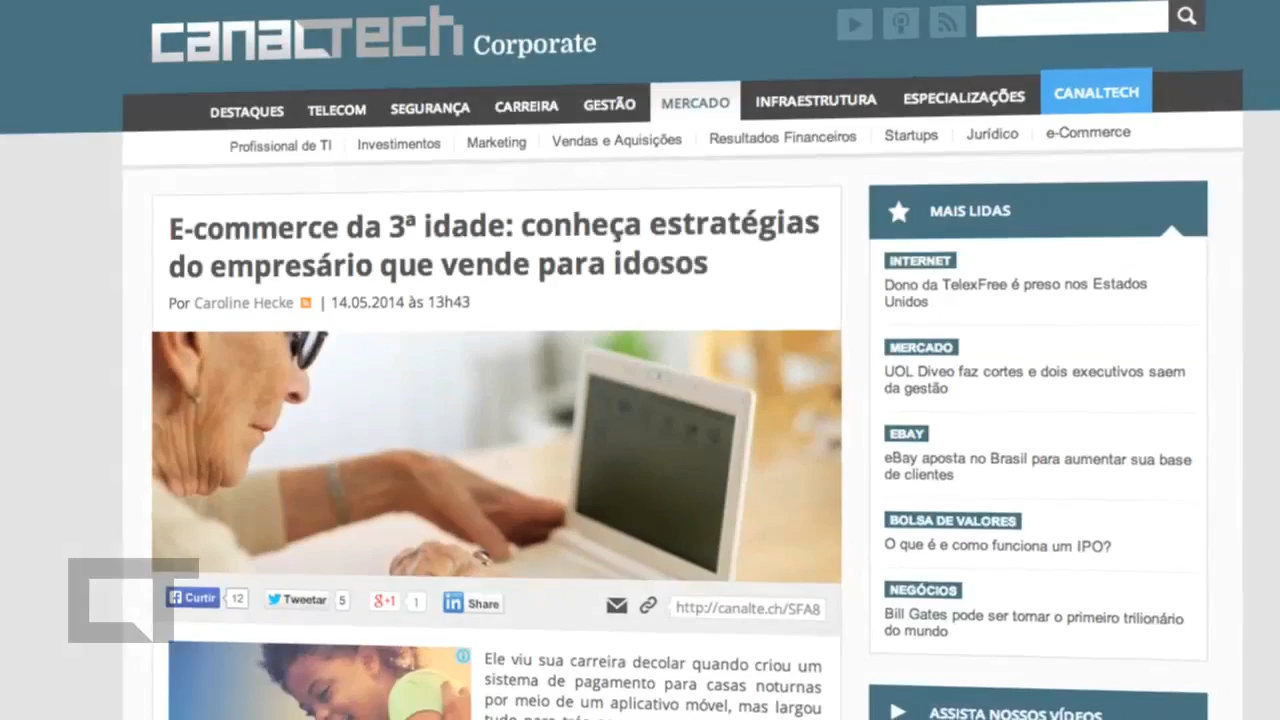 canaltech Corporate
DESTAQUES TELECOM SEGURANÇA CARREIRA GESTÃO MERCADO INFRAESTRUTURA ESPECIALIZAÇÕES CANALTECH
Profissional de TI Investimentos Marketing Vendas e Aquisições Resultados Financeiros Startups Jurídico e-Commerce
E-commerce da 3ª idade: conheça estratégias
do empresário que vende para idosos
Por Caroline Hecke | 14.05.2014 às 13h43
Curtir 12 Tweetar 5 g+1 1 in Share http://canalte.ch/SFA8
Ele viu sua carreira decolar quando criou um
sistema de pagamento para casas noturnas
por meio de um aplicativo móvel, mas largou
MAIS LIDAS
INTERNET
Dono da TelexFree é preso nos Estados
Unidos
MERCADO
UOL Diveo faz cortes e dois executivos saem
da gestão
EBAY
eBay aposta no Brasil para aumentar sua base
de clientes
BOLSA DE VALORES
O que é e como funciona um IPO?
NEGÓCIOS
Bill Gates pode ser tornar o primeiro trilionário
do mundo
ASSISTA NOSSOS VÍDEOS